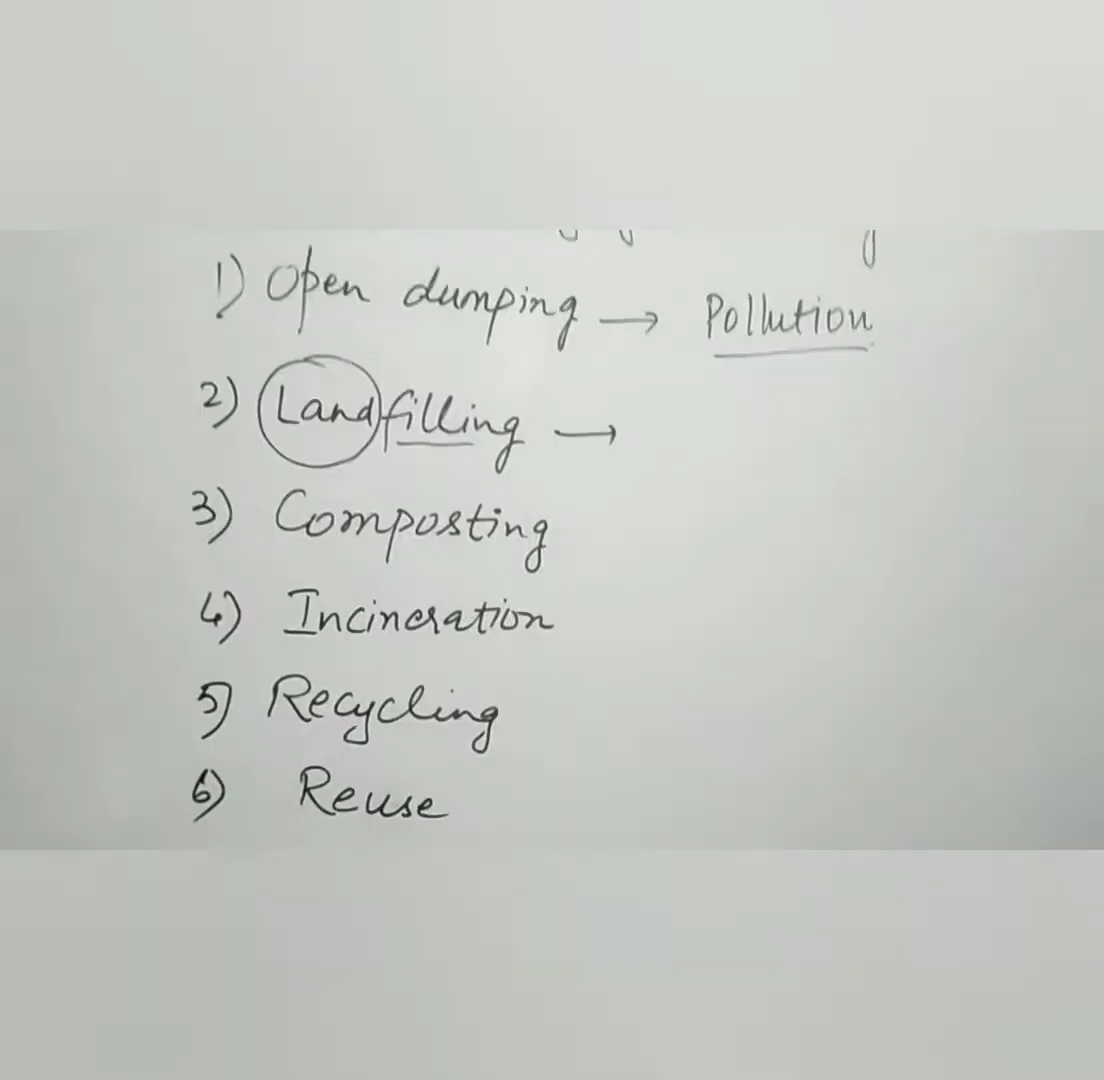 1) Open dumping → Pollution
2) Landfilling →
3) Composting
4) Incineration
5) Recycling
6) Reuse